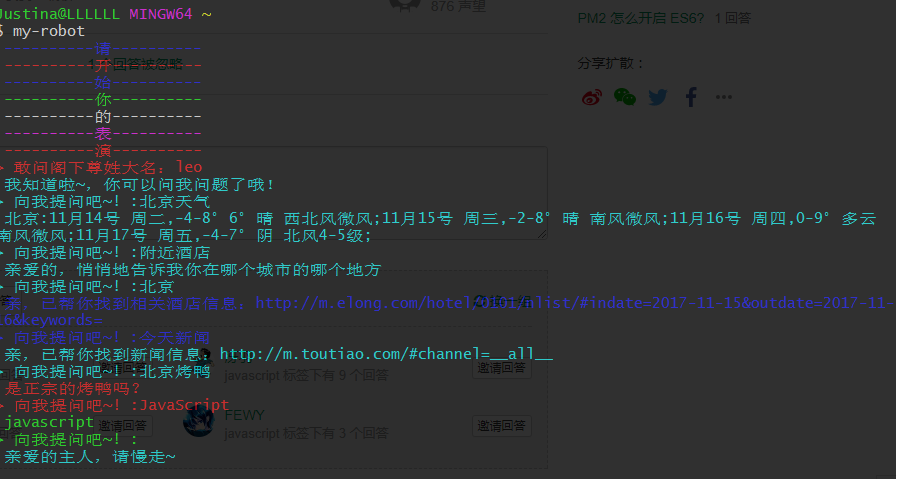 Justina@LLLLLL MINGW64 ~
$ my-robot
----------请----------
----------开----------
----------始----------
----------你----------
----------的----------
----------表----------
----------演----------
> 敢问阁下尊姓大名：leo
我知道啦~，你可以问我问题了哦!
> 向我提问吧~! :北京天气
北京:11月14号 周二,-4-8° 6° 晴 西北风微风;11月15号 周三,-2-8° 晴 南风微风;11月16号 周四,0-9° 多云
南风微风;11月17号 周五,-4-7° 阴 北风4-5级;
> 向我提问吧~! :附近酒店
亲爱的，悄悄地告诉我你在哪个城市的哪个地方
> 向我提问吧~! :北京
亲，已帮你找到相关酒店信息：http://m.elong.com/hotel/
nlist/#indate=2017-11-15&outdate=2017-11-
16&keywords=
> 向我提问吧~! :今天新闻
亲，已帮你找到新闻信息：http://m.toutiao.com/#channel=__all__
> 向我提问吧~! :北京烤鸭
是正宗的烤鸭吗?
> 向我提问吧~! :JavaScript
javascript
> 向我提问吧~! :
亲爱的主人，请慢走~
876 声望
个回答被忽略
PM2 怎么开启 ES6? 1 回答
分享扩散：
javascript 标签下有 9 个回答
邀请回答
FEWY
javascript 标签下有 3 个回答
邀请回答
邀请回答